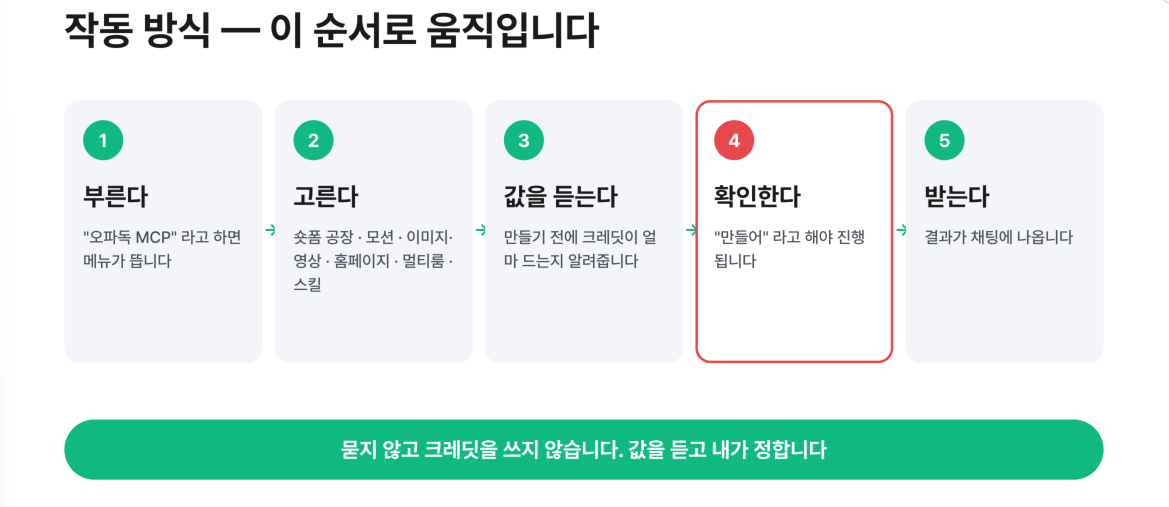 작동 방식 — 이 순서로 움직입니다
1
부른다
"오파독 MCP" 라고 하면
메뉴가 뜹니다
→
2
고른다
숏폼 공장 · 모션 · 이미지·
영상 · 홈페이지 · 멀티룸 ·
스킬
→
3
값을 듣는다
만들기 전에 크레딧이 얼
마 드는지 알려줍니다
→
4
확인한다
"만들어" 라고 해야 진행
됩니다
→
5
받는다
결과가 채팅에 나옵니다
묻지 않고 크레딧을 쓰지 않습니다. 값을 듣고 내가 정합니다